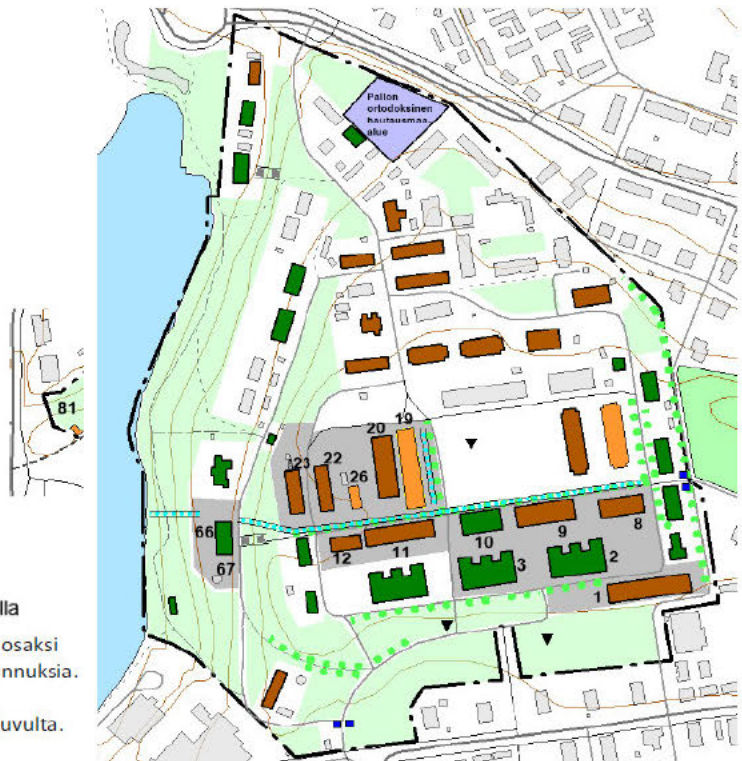 Pallon
ortodoksinen
hautausmaa-
alue
81
19
20
22
23
26
66
67
12
11
10
9
8
3
2
1
lla
osaksi
nnuksia.
uvulta.